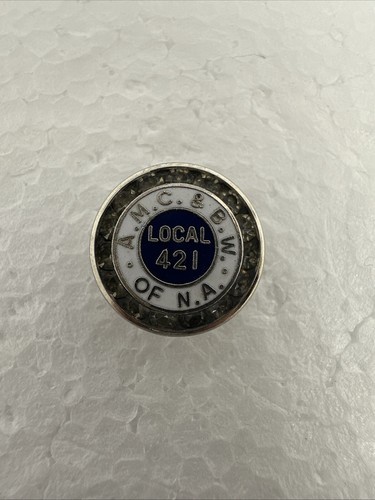 · A.M.C. & B.W. ·
LOCAL
421
OF N.A.